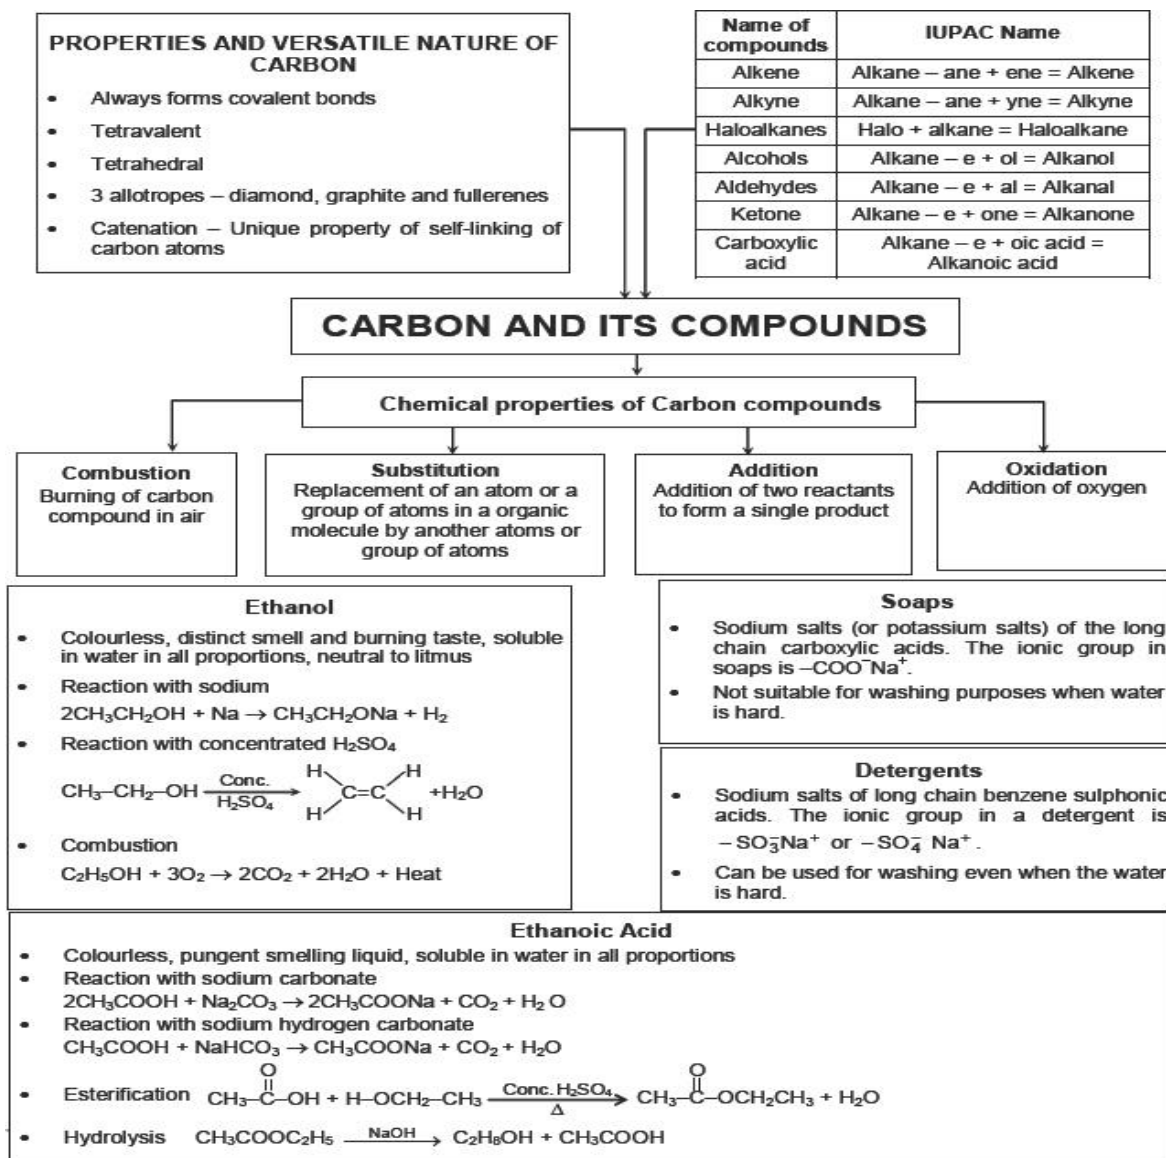 PROPERTIES AND VERSATILE NATURE OF
CARBON
• Always forms covalent bonds
• Tetravalent
• Tetrahedral
• 3 allotropes – diamond, graphite and fullerenes
• Catenation – Unique property of self-linking of
carbon atoms
Name of compounds | IUPAC Name
Alkene | Alkane – ane + ene = Alkene
Alkyne | Alkane – ane + yne = Alkyne
Haloalkanes | Halo + alkane = Haloalkane
Alcohols | Alkane – e + ol = Alkanol
Aldehydes | Alkane – e + al = Alkanal
Ketone | Alkane – e + one = Alkanone
Carboxylic acid | Alkane – e + oic acid = Alkanoic acid
CARBON AND ITS COMPOUNDS
Chemical properties of Carbon compounds
Combustion
Burning of carbon
compound in air
Substitution
Replacement of an atom or a
group of atoms in a organic
molecule by another atoms or
group of atoms
Addition
Addition of two reactants
to form a single product
Oxidation
Addition of oxygen
Ethanol
• Colourless, distinct smell and burning taste, soluble
in water in all proportions, neutral to litmus
• Reaction with sodium
2CH₃CH₂OH + Na → CH₃CH₂ONa + H₂
• Reaction with concentrated H₂SO₄
CH₃–CH₂–OH Conc. H₂SO₄ → H H C=C H H +H₂O
• Combustion
C₂H₅OH + 3O₂ → 2CO₂ + 2H₂O + Heat
Soaps
• Sodium salts (or potassium salts) of the long
chain carboxylic acids. The ionic group in
soaps is –COO⁻Na⁺.
• Not suitable for washing purposes when water
is hard.
Detergents
• Sodium salts of long chain benzene sulphonic
acids. The ionic group in a detergent is
– SO₃⁻Na⁺ or – SO₄⁻ Na⁺.
• Can be used for washing even when the water
is hard.
Ethanoic Acid
• Colourless, pungent smelling liquid, soluble in water in all proportions
• Reaction with sodium carbonate
2CH₃COOH + Na₂CO₃ → 2CH₃COONa + CO₂ + H₂ O
• Reaction with sodium hydrogen carbonate
CH₃COOH + NaHCO₃ → CH₃COONa + CO₂ + H₂O
• Esterification CH₃–C(=O)–OH + H–OCH₂–CH₃ Conc. H₂SO₄ Δ → CH₃–C(=O)–OCH₂CH₃ + H₂O
• Hydrolysis CH₃COOC₂H₅ NaOH → C₂H₈OH + CH₃COOH